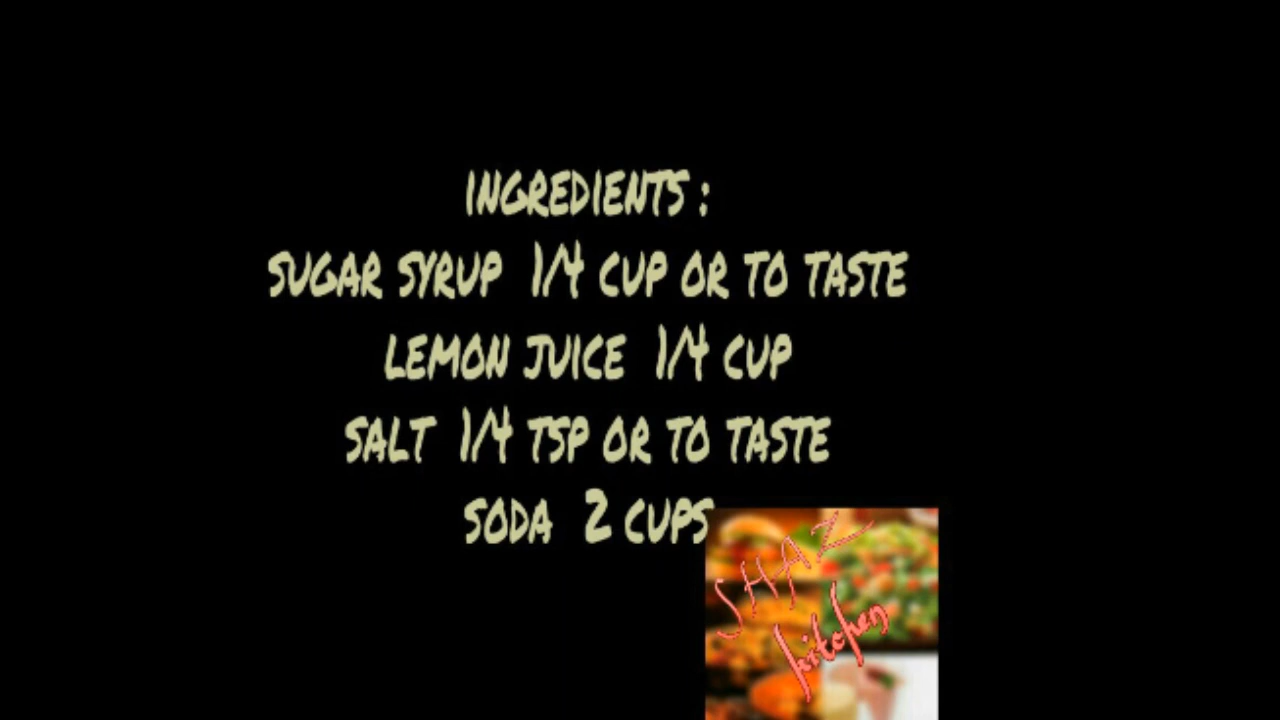 INGREDIENTS :
SUGAR SYRUP 1/4 CUP OR TO TASTE
LEMON JUICE 1/4 CUP
SALT 1/4 TSP OR TO TASTE
SODA 2 CUPS
SHAZ
kitchen